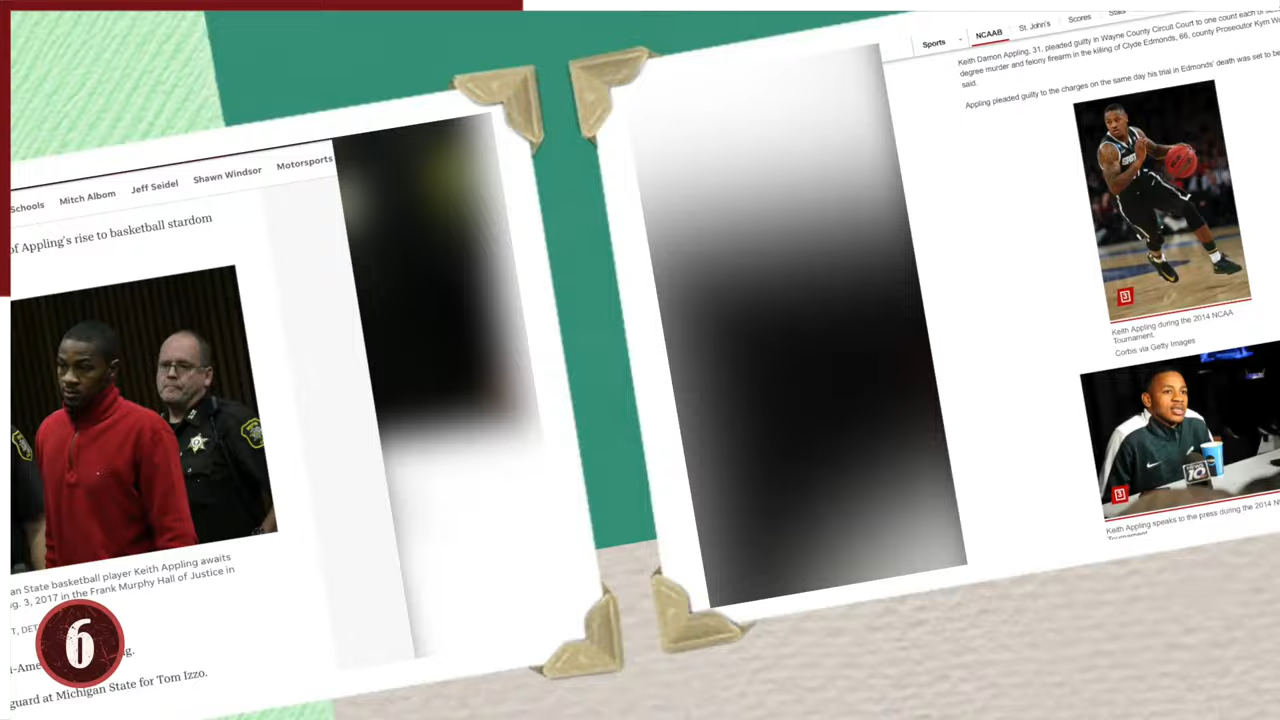 Schools Mitch Albom Jeff Seidel Shawn Windsor Motorsports
of Appling's rise to basketball stardom
an State basketball player Keith Appling awaits
g. 3, 2017 in the Frank Murphy Hall of Justice in
T, DET
i-Ame
g.
guard at Michigan State for Tom Izzo.
6
Sports NCAAB St. John's Scores
Keith Damon Appling, 31, pleaded guilty in Wayne County Circuit Court to one count each of
degree murder and felony firearm in the killing of Clyde Edmonds, 66, county Prosecutor Kym W
said.
Appling pleaded guilty to the charges on the same day his trial in Edmonds' death was set to be
3
Keith Appling during the 2014 NCAA
Tournament.
Corbis via Getty Images
10
3
Keith Appling speaks to the press during the 2014 N
Tournament.